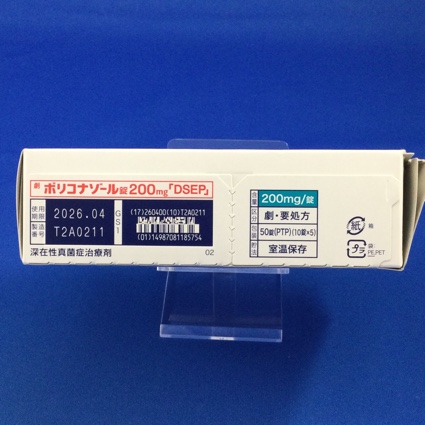 劇 ボリコナゾール錠200mg「DSEP」
使用期限 2026.04
製造番号 T2A0211
GS1
(17)260400(10)T2A0211
(01)14987081185754
深在性真菌症治療剤
02
含量 200mg/錠
区分 劇・要処方
包装 50錠(PTP)(10錠×5)
貯法 室温保存
紙 箱
プラ 袋:
PE,PET